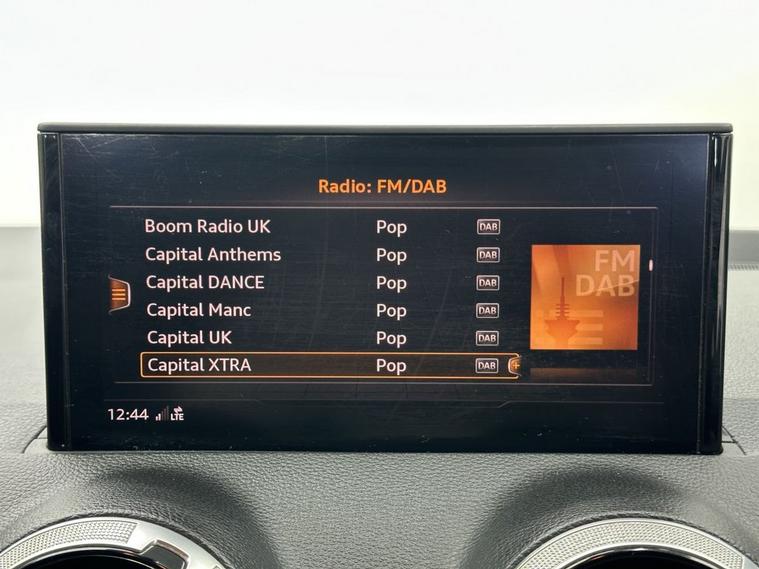 Radio: FM/DAB
Boom Radio UK Pop DAB
Capital Anthems Pop DAB
Capital DANCE Pop DAB
Capital Manc Pop DAB
Capital UK Pop DAB
Capital XTRA Pop DAB
FM
DAB
12:44 LTE